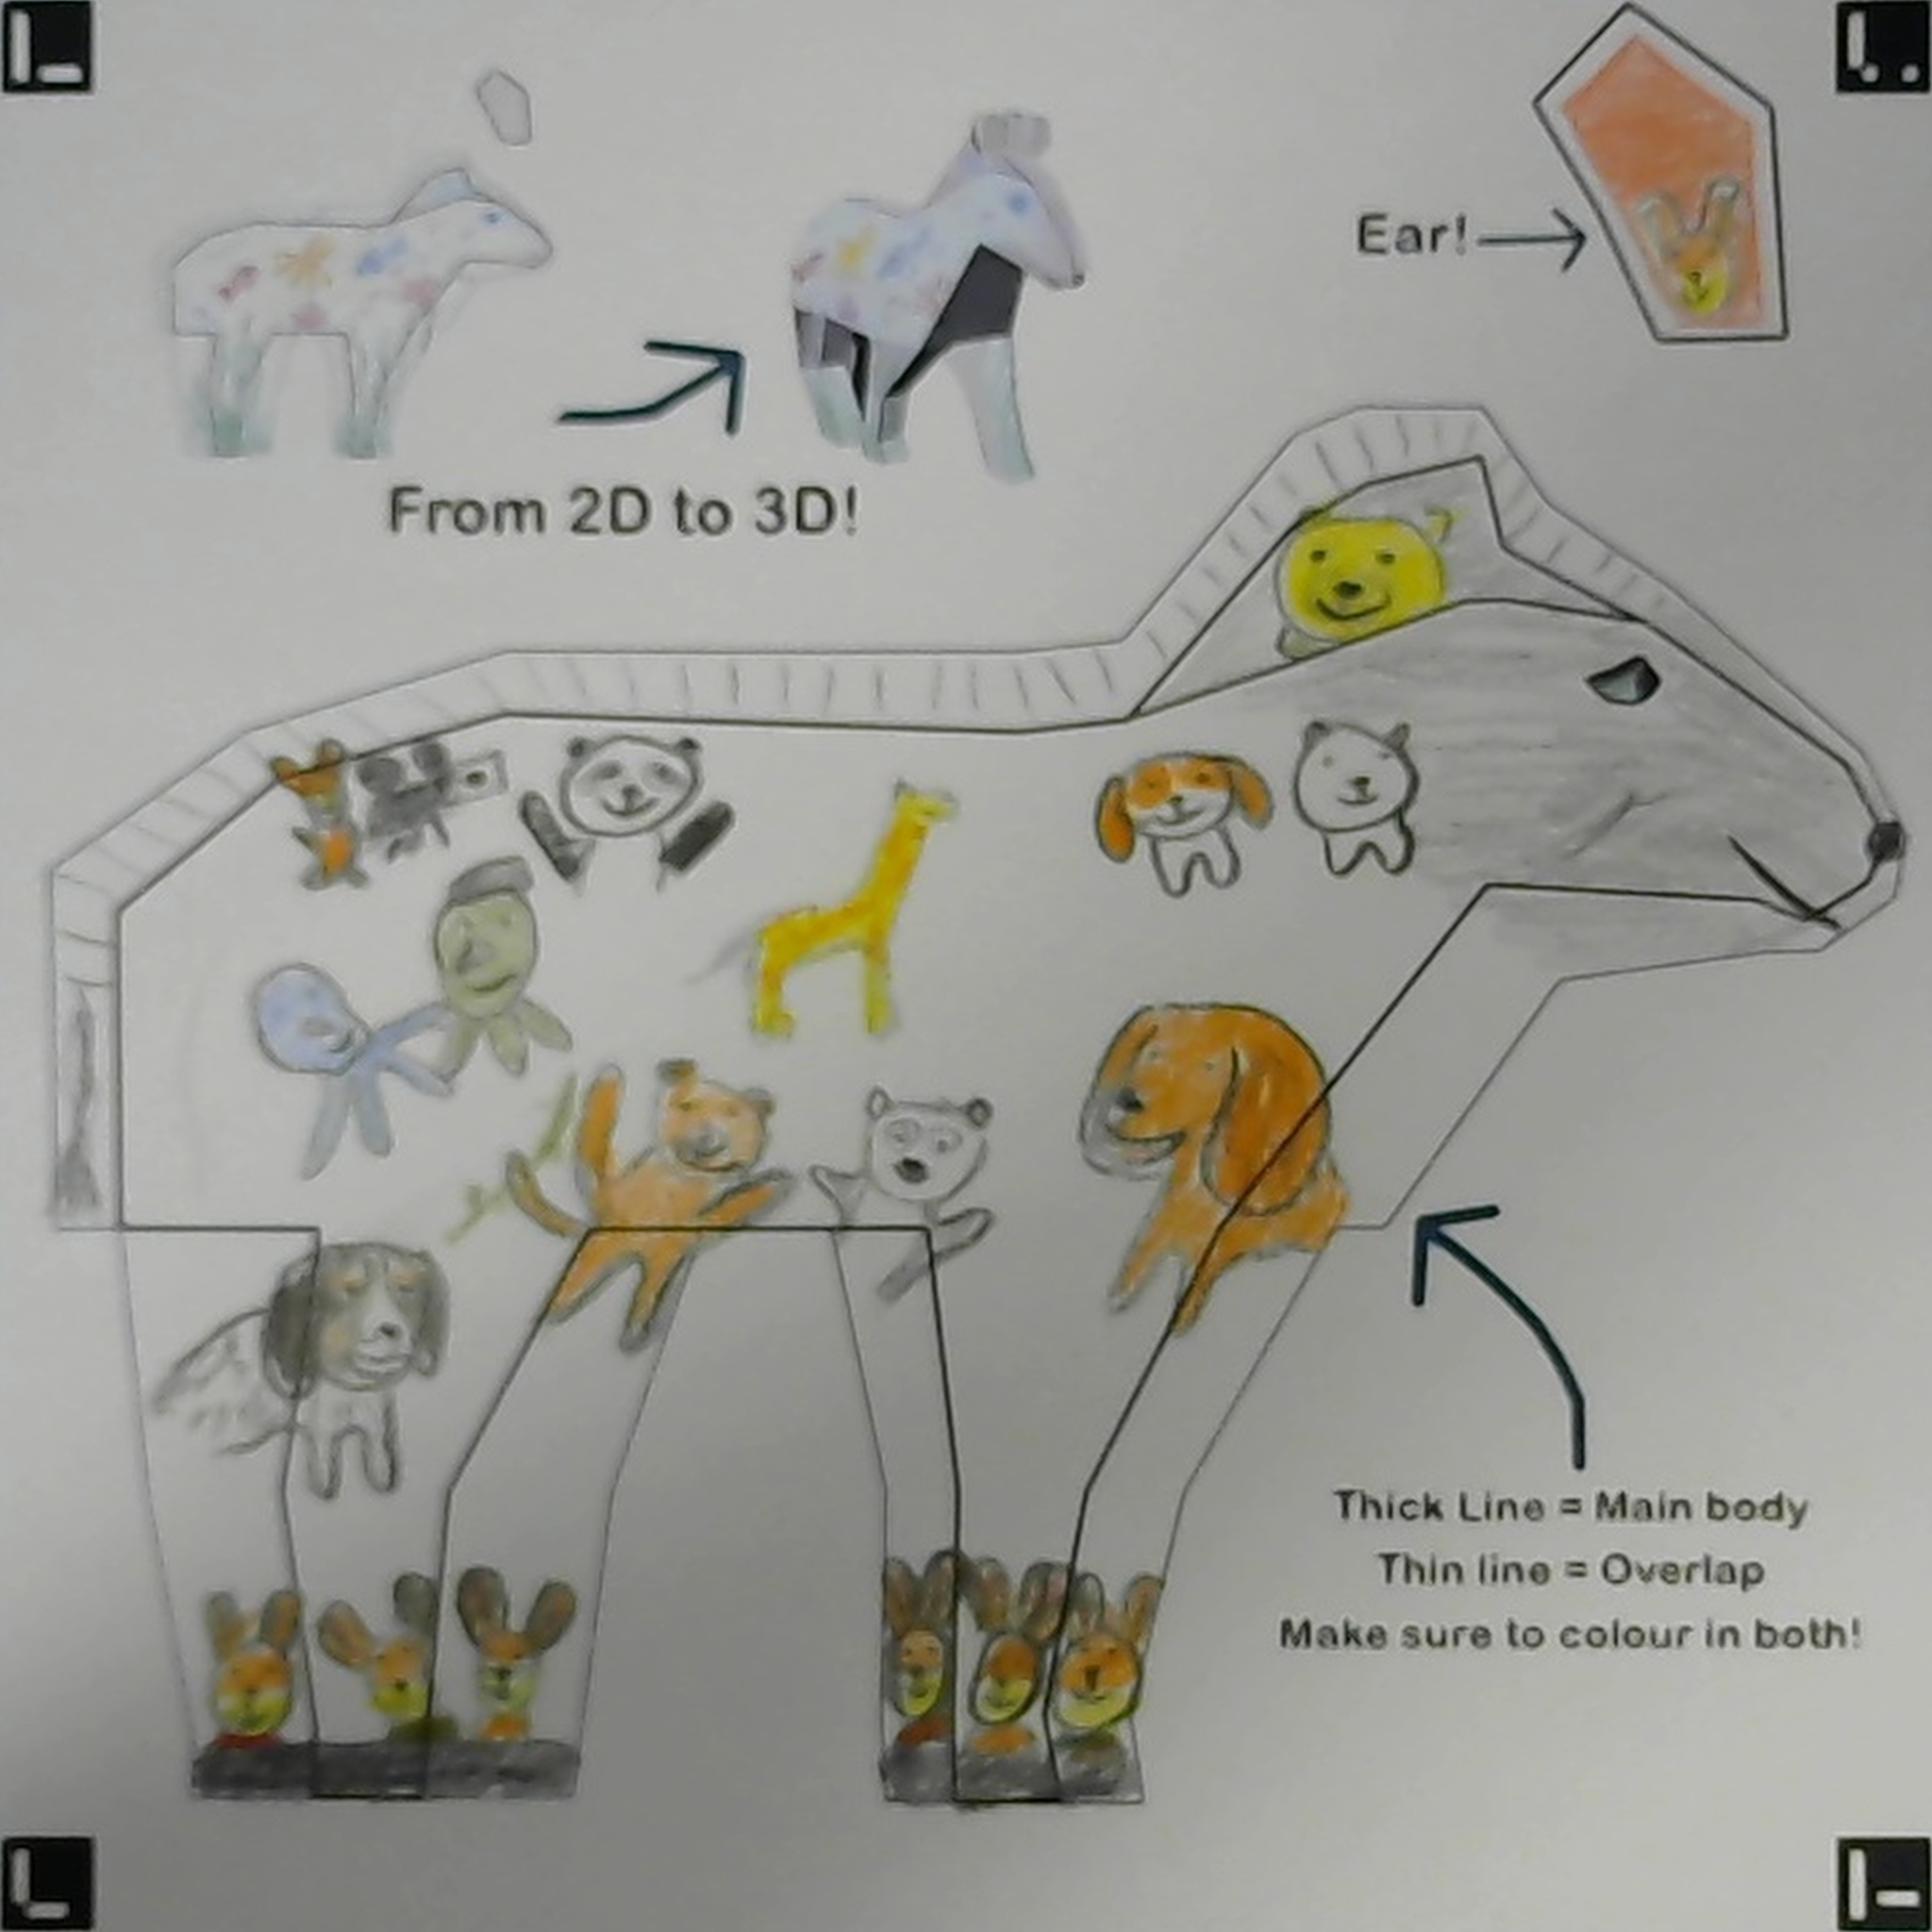 Ear!
From 2D to 3D!
Thick Line = Main body
Thin line = Overlap
Make sure to colour in both!